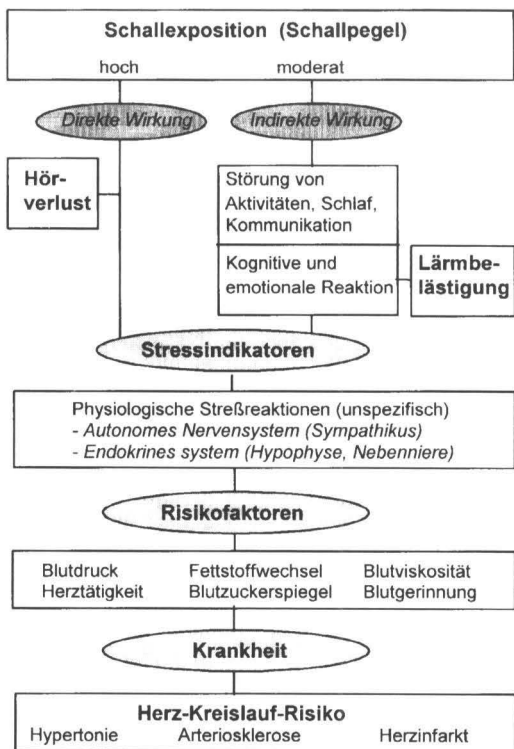 Schallexposition (Schallpegel)
hoch moderat
Direkte Wirkung Indirekte Wirkung
Hör-
verlust
Störung von
Aktivitäten, Schlaf,
Kommunikation
Kognitive und
emotionale Reaktion
Lärmbe-
lästigung
Stressindikatoren
Physiologische Streßreaktionen (unspezifisch)
- Autonomes Nervensystem (Sympathikus)
- Endokrines system (Hypophyse, Nebenniere)
Risikofaktoren
Blutdruck Fettstoffwechsel Blutviskosität
Herztätigkeit Blutzuckerspiegel Blutgerinnung
Krankheit
Herz-Kreislauf-Risiko
Hypertonie Arteriosklerose Herzinfarkt